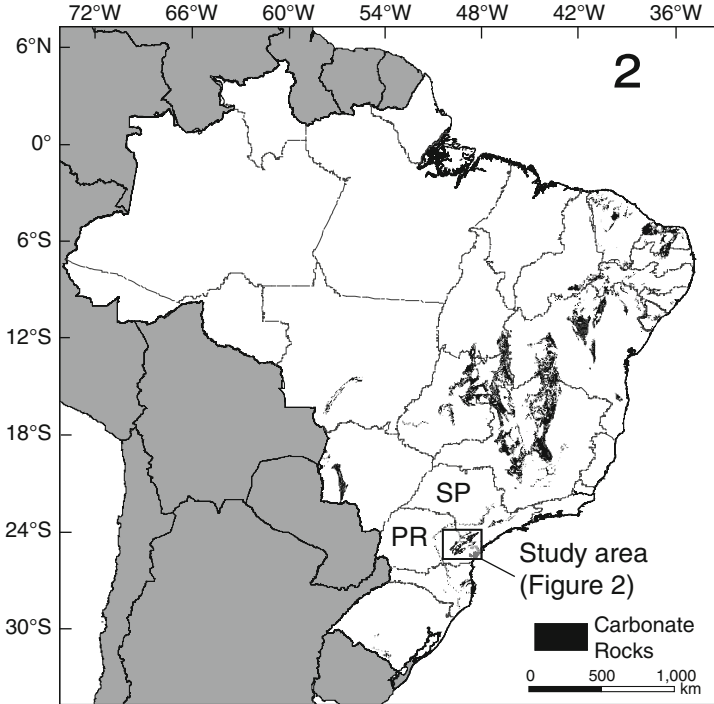 72°W 66°W 60°W 54°W 48°W 42°W 36°W
6°N
2
0°
6°S
12°S
18°S
SP
24°S
PR
Study area
(Figure 2)
Carbonate
Rocks
30°S
0 500 1,000
km